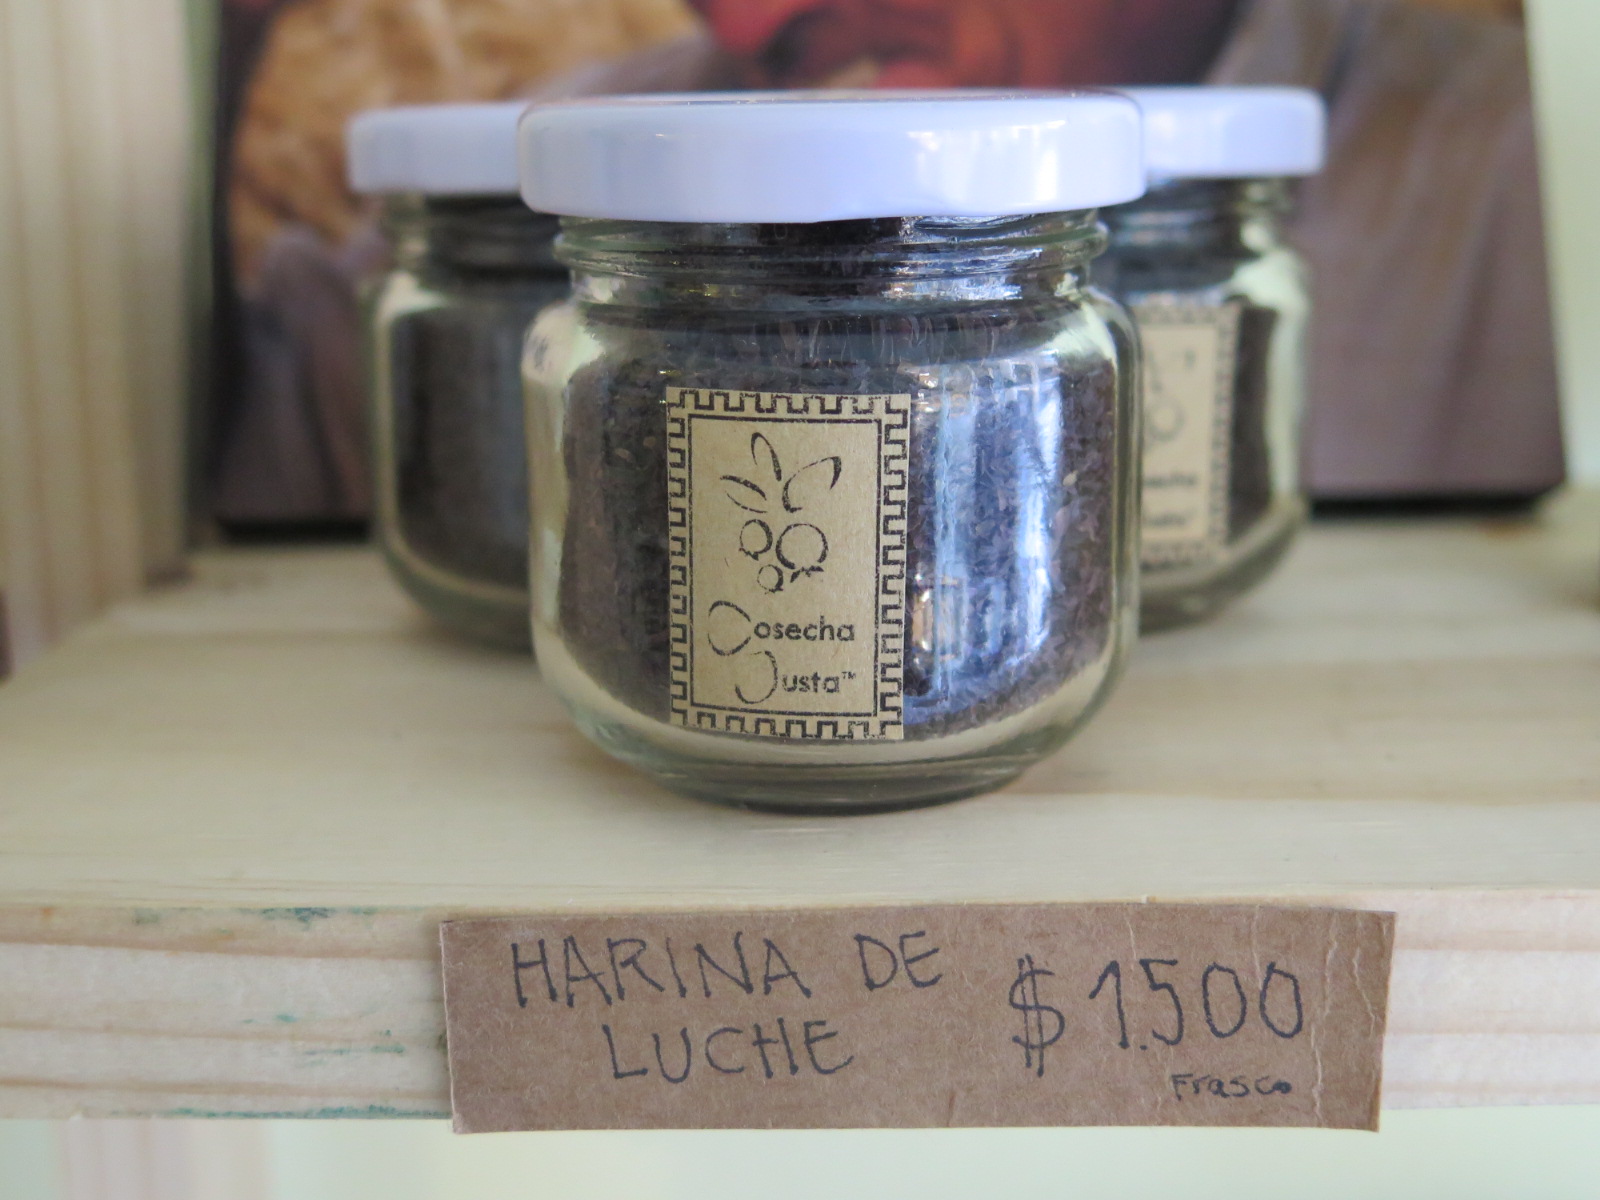 Cosecha
Justa™
HARINA DE
LUCHE
$1.500
Frasco